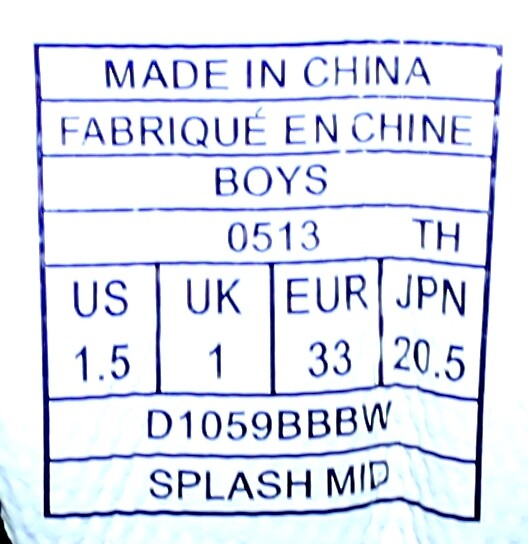 MADE IN CHINA
FABRIQUÉ EN CHINE
BOYS
0513 TH
US UK EUR JPN
1.5 1 33 20.5
D1059BBBW
SPLASH MID